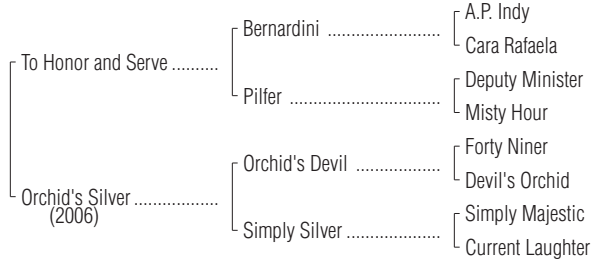 A.P. Indy
Bernardini ......................
Cara Rafaela
To Honor and Serve ..........
Deputy Minister
Pilfer .............................
Misty Hour
Forty Niner
Orchid's Devil ................
Devil's Orchid
Orchid's Silver ................
(2006)
Simply Majestic
Simply Silver ..................
Current Laughter